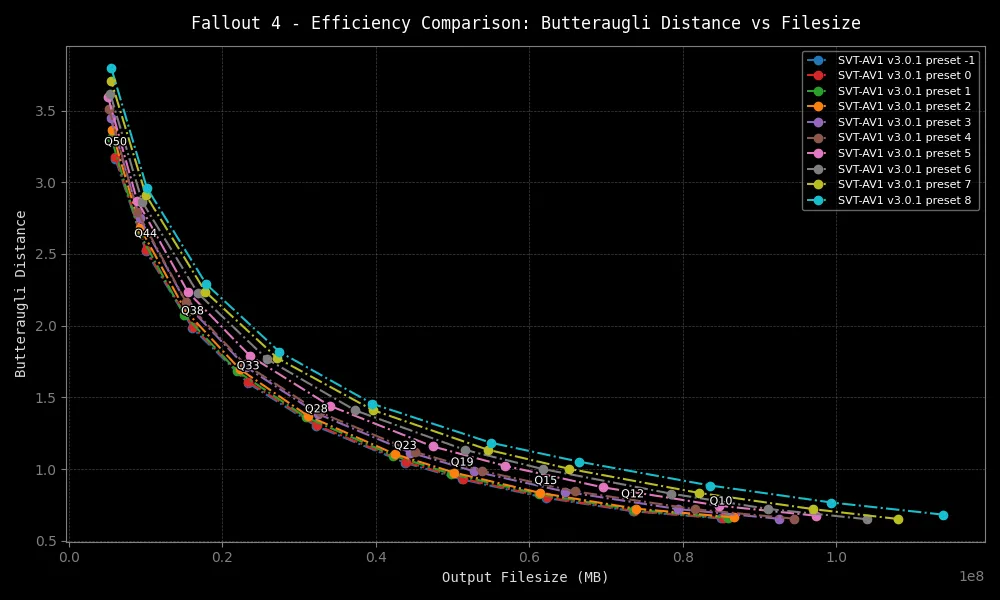 Fallout 4 - Efficiency Comparison: Butteraugli Distance vs Filesize
SVT-AV1 v3.0.1 preset -1
SVT-AV1 v3.0.1 preset 0
SVT-AV1 v3.0.1 preset 1
SVT-AV1 v3.0.1 preset 2
SVT-AV1 v3.0.1 preset 3
SVT-AV1 v3.0.1 preset 4
SVT-AV1 v3.0.1 preset 5
SVT-AV1 v3.0.1 preset 6
SVT-AV1 v3.0.1 preset 7
SVT-AV1 v3.0.1 preset 8
Butteraugli Distance
3.5
3.0
2.5
2.0
1.5
1.0
0.5
Q50
Q44
Q38
Q33
Q28
Q23
Q19
Q15
Q12
Q10
0.0
0.2
0.4
0.6
0.8
1.0
1e8
Output Filesize (MB)